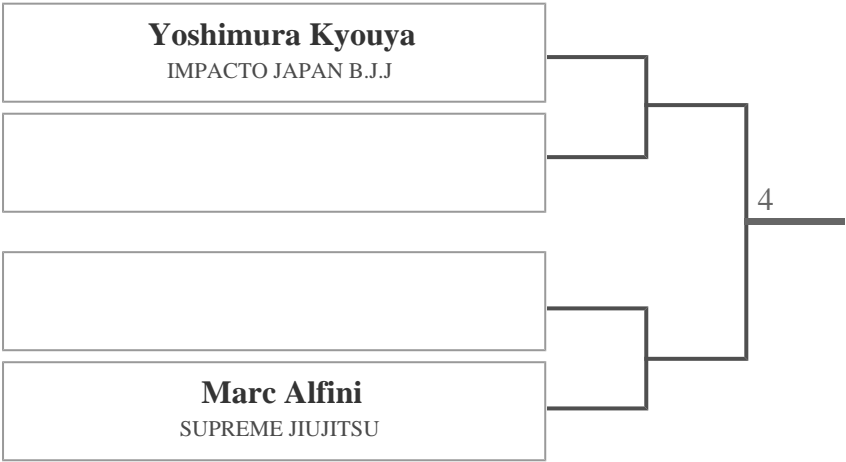 Yoshimura Kyouya
IMPACTO JAPAN B.J.J
4
Marc Alfini
SUPREME JIUJITSU